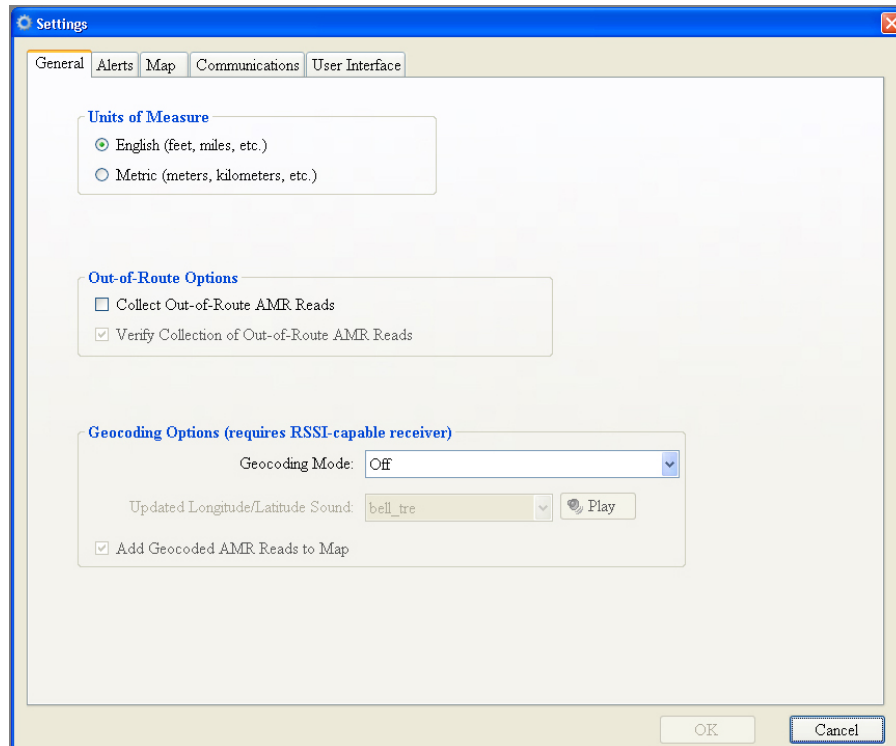 Settings
General Alerts Map Communications User Interface
Units of Measure
English (feet, miles, etc.)
Metric (meters, kilometers, etc.)
Out-of-Route Options
Collect Out-of-Route AMR Reads
Verify Collection of Out-of-Route AMR Reads
Geocoding Options (requires RSSI-capable receiver)
Geocoding Mode: Off
Updated Longitude/Latitude Sound: bell_tre Play
Add Geocoded AMR Reads to Map
OK Cancel